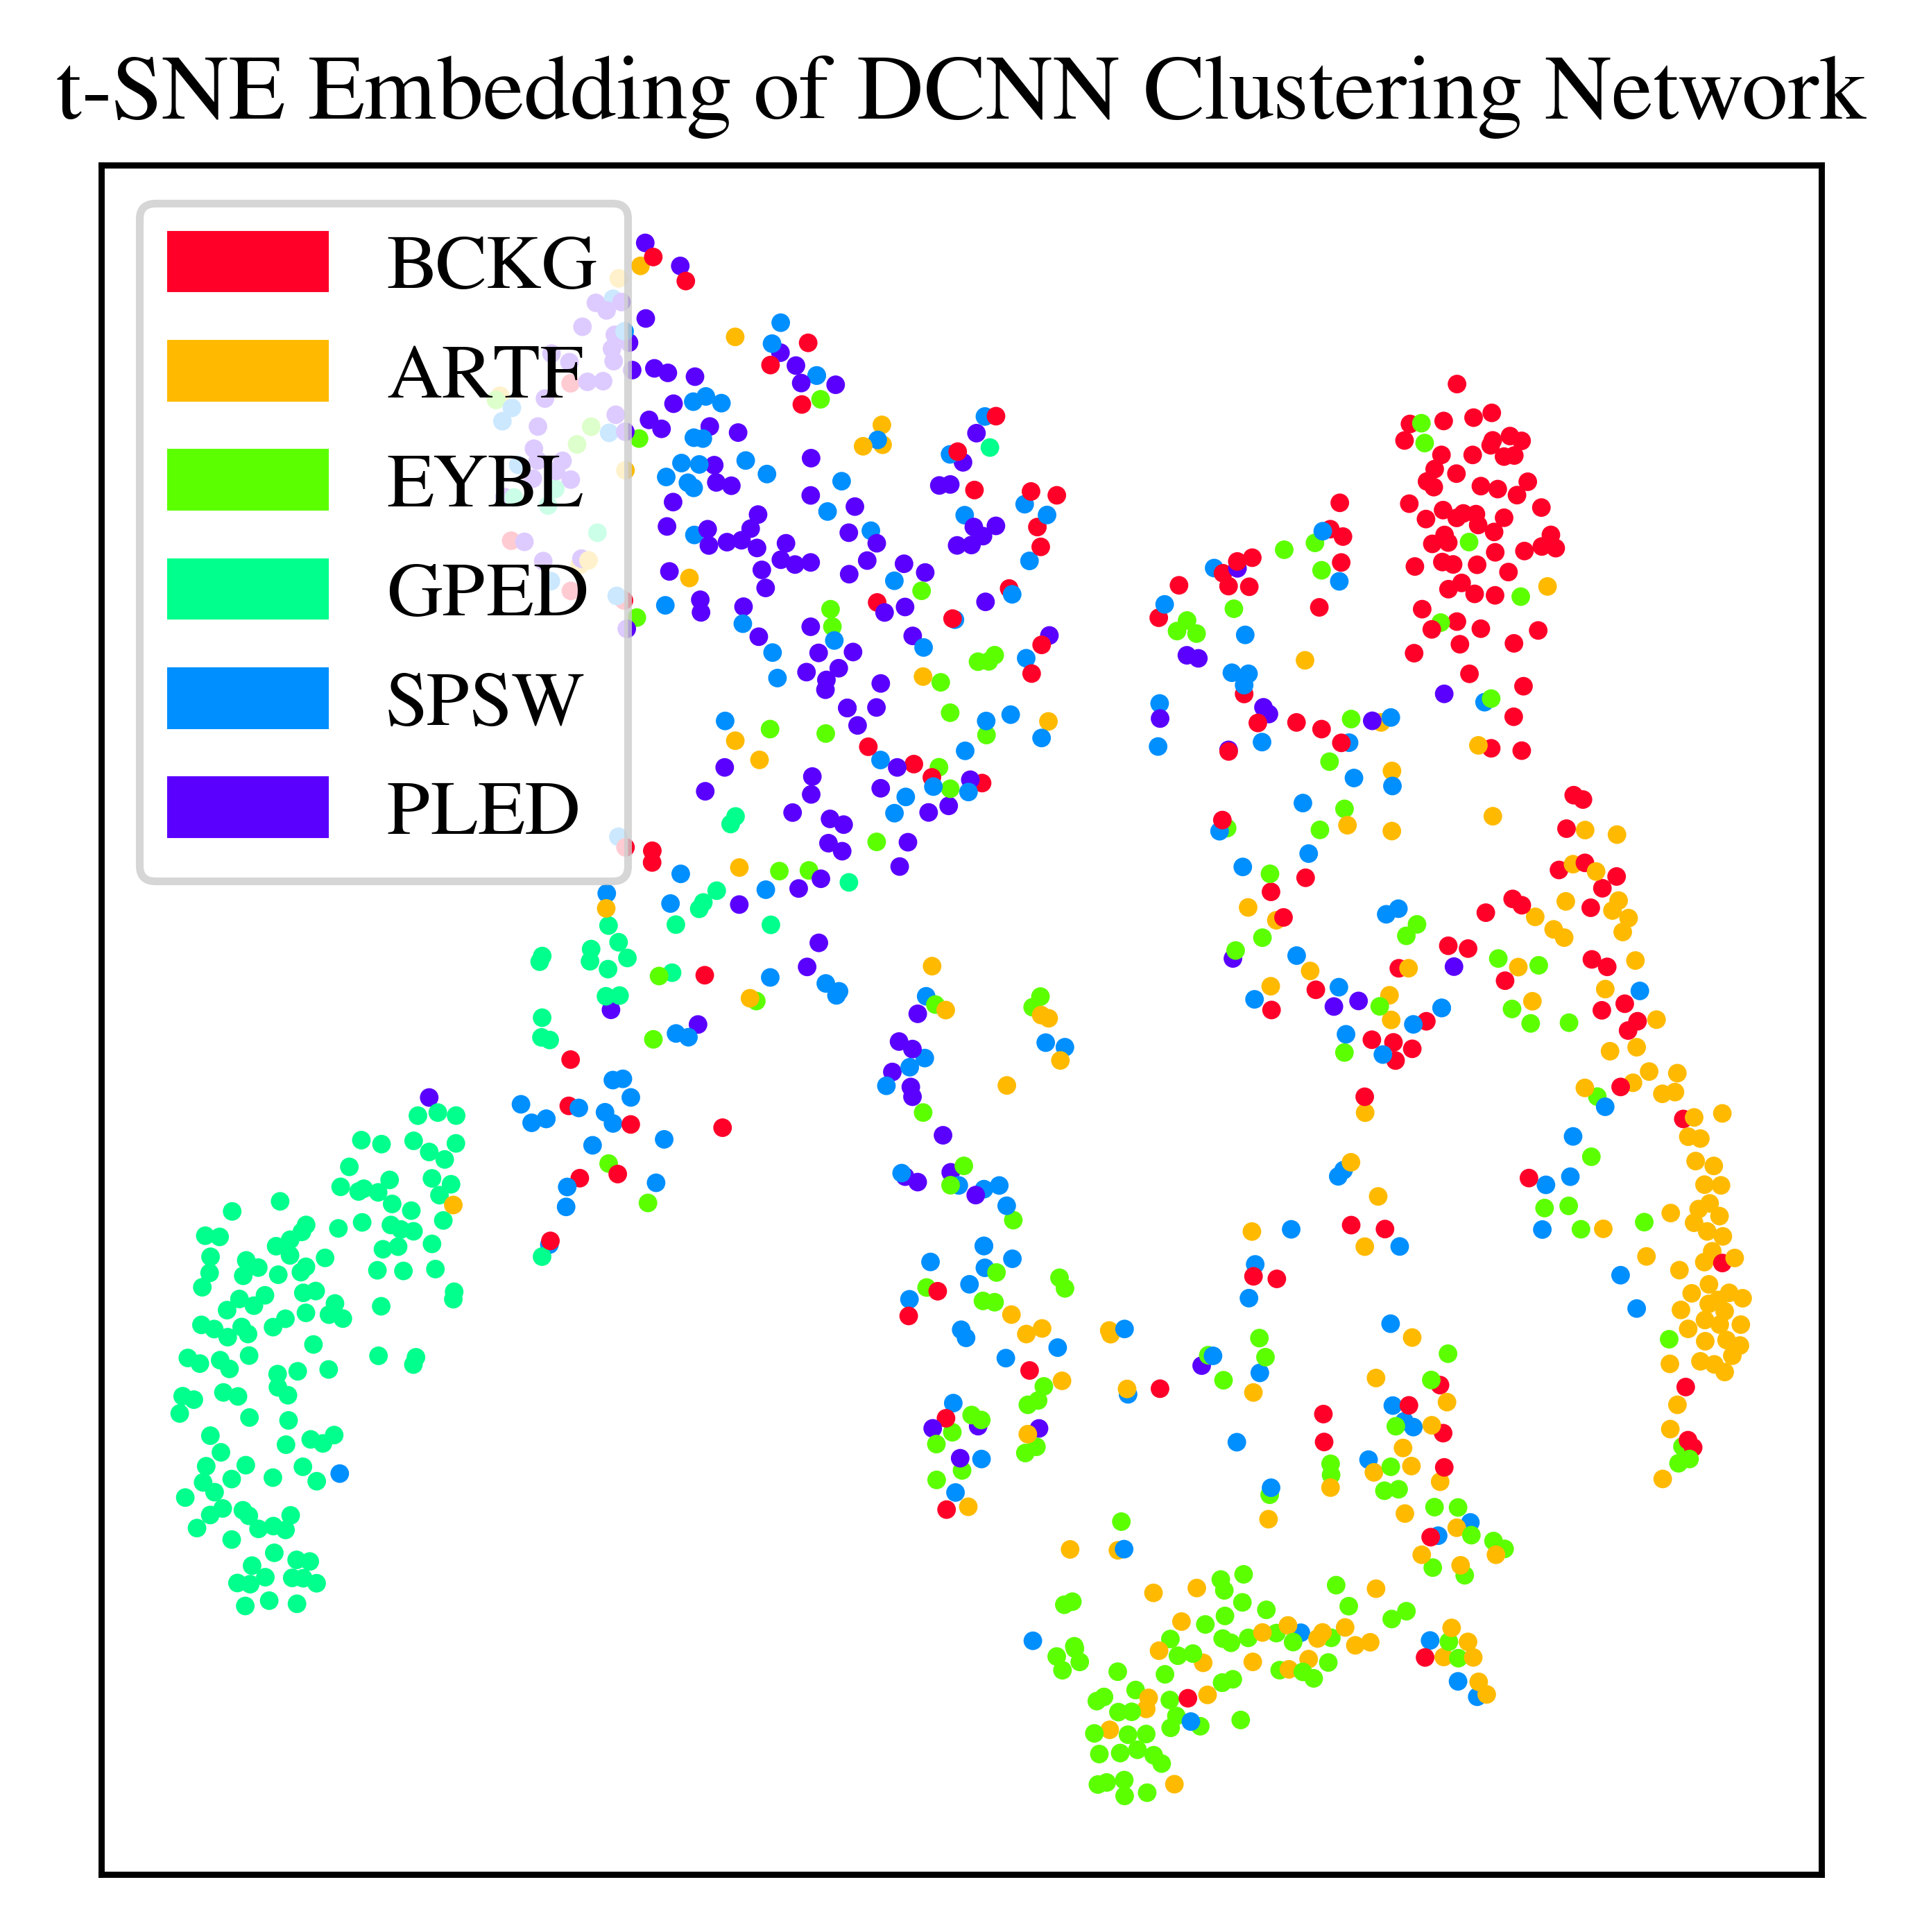 t-SNE Embedding of DCNN Clustering Network
BCKG
ARTF
EYBL
GPED
SPSW
PLED